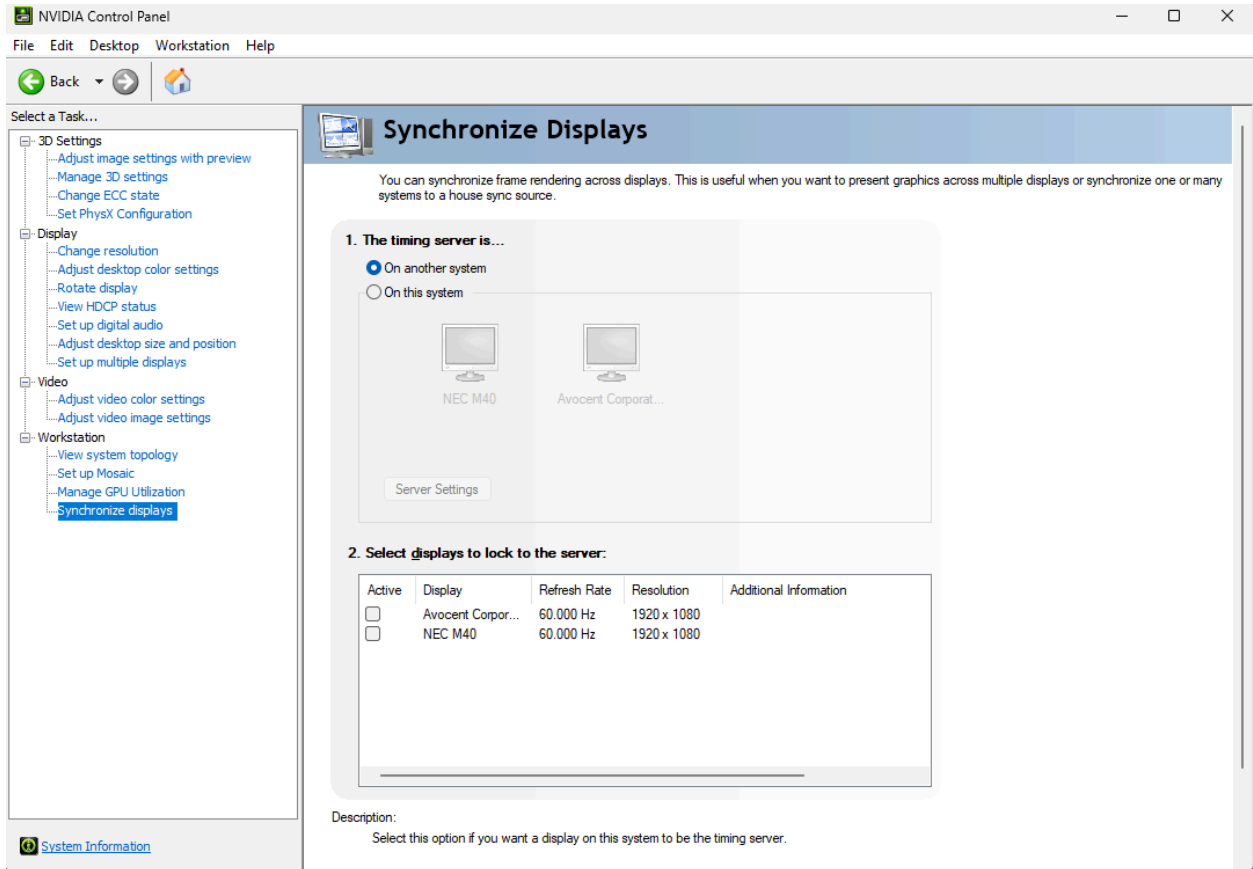 NVIDIA Control Panel
File Edit Desktop Workstation Help
Back
Select a Task...
3D Settings
Adjust image settings with preview
Manage 3D settings
Change ECC state
Set PhysX Configuration
Display
Change resolution
Adjust desktop color settings
Rotate display
View HDCP status
Set up digital audio
Adjust desktop size and position
Set up multiple displays
Video
Adjust video color settings
Adjust video image settings
Workstation
View system topology
Set up Mosaic
Manage GPU Utilization
Synchronize displays
System Information
Synchronize Displays
You can synchronize frame rendering across displays. This is useful when you want to present graphics across multiple displays or synchronize one or many
systems to a house sync source.
1. The timing server is...
On another system
On this system
NEC M40 Avocent Corporat...
Server Settings
2. Select displays to lock to the server:
Active Display Refresh Rate Resolution Additional Information
Avocent Corpor... 60.000 Hz 1920 x 1080
NEC M40 60.000 Hz 1920 x 1080
Description:
Select this option if you want a display on this system to be the timing server.